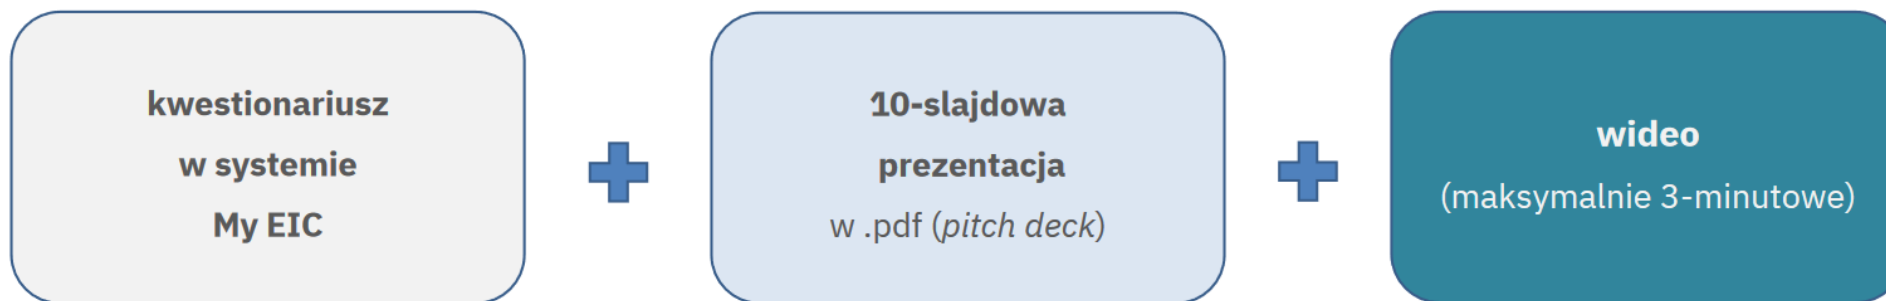 kwestionariusz
w systemie
My EIC
10-slajdowa
prezentacja
w .pdf (pitch deck)
wideo
(maksymalnie 3-minutowe)